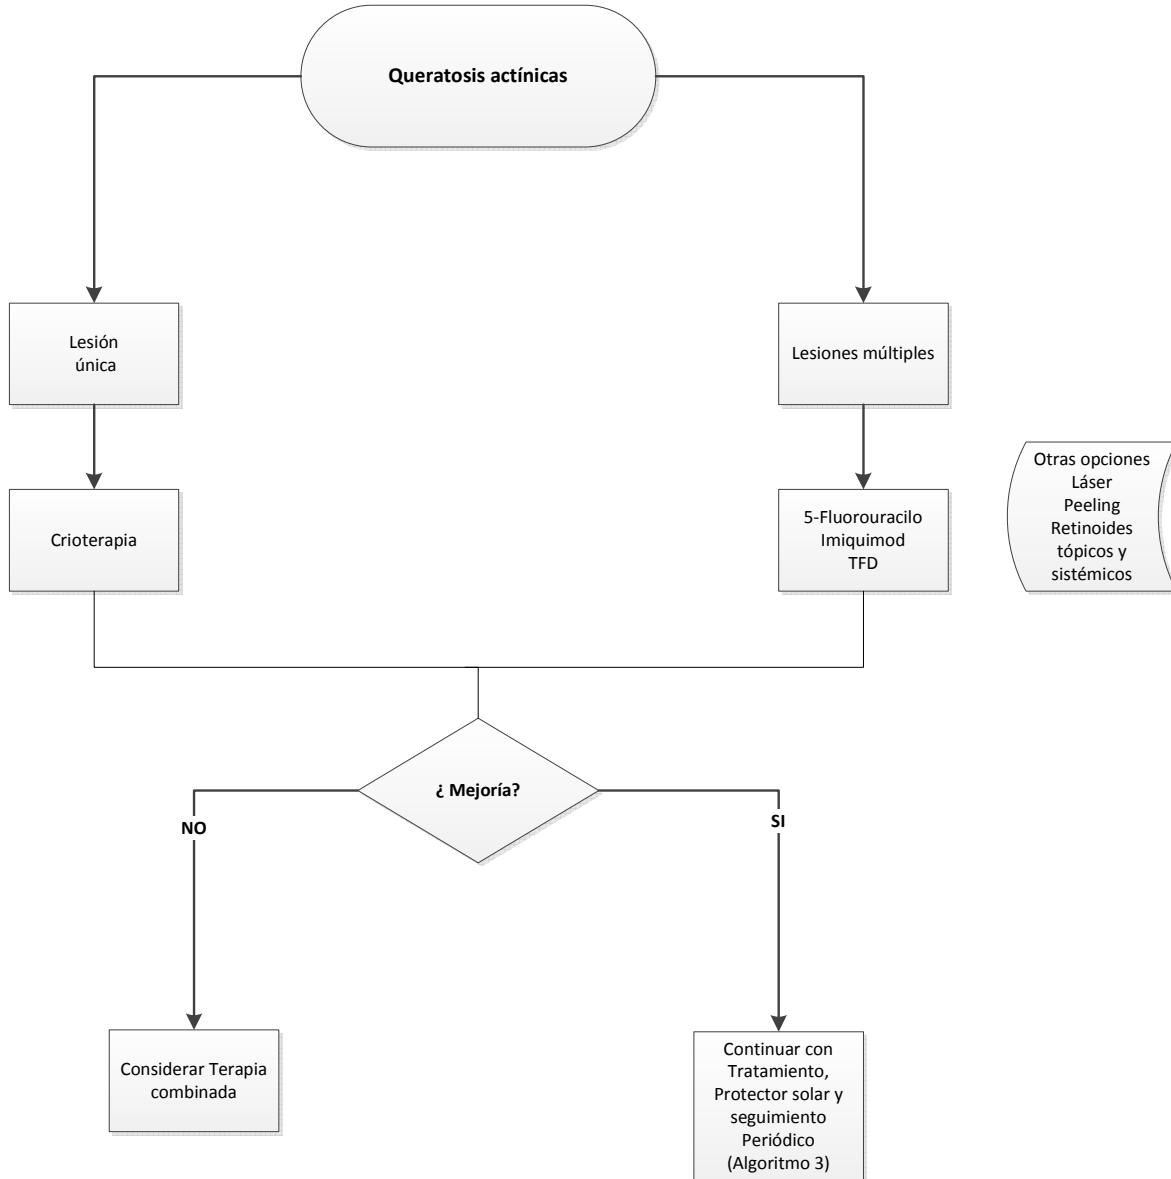 Queratosis actínicas
Lesión
única
Lesiones múltiples
Crioterapia
5-Fluorouracilo
Imiquimod
TFD
Otras opciones
Láser
Peeling
Retinoides
tópicos y
sistémicos
¿ Mejoría?
NO
SI
Considerar Terapia
combinada
Continuar con
Tratamiento,
Protector solar y
seguimiento
Periódico
(Algoritmo 3)